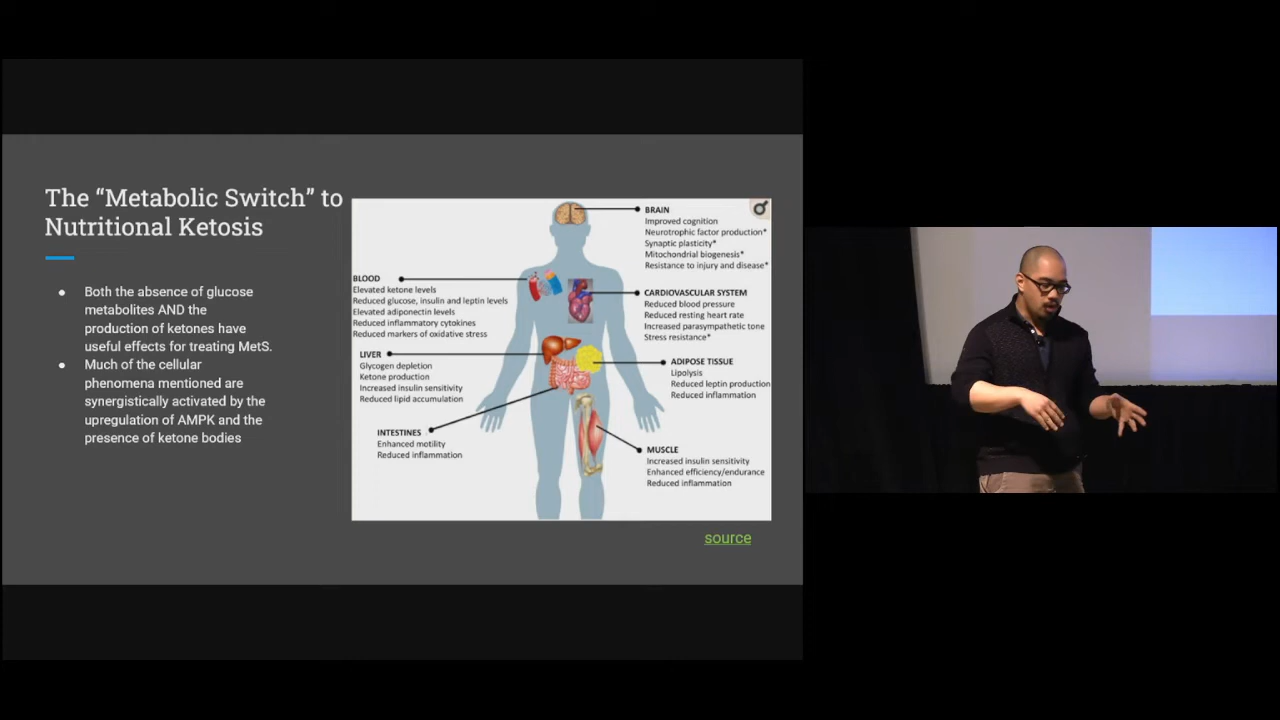 The “Metabolic Switch” to
Nutritional Ketosis
● Both the absence of glucose
metabolites AND the
production of ketones have
useful effects for treating MetS.
● Much of the cellular
phenomena mentioned are
synergistically activated by the
upregulation of AMPK and the
presence of ketone bodies
BRAIN
Improved cognition
Neurotrophic factor production*
Synaptic plasticity*
Mitochondrial biogenesis*
Resistance to injury and disease*
BLOOD
Elevated ketone levels
Reduced glucose, insulin and leptin levels
Elevated adiponectin levels
Reduced inflammatory cytokines
Reduced markers of oxidative stress
CARDIOVASCULAR SYSTEM
Reduced blood pressure
Reduced resting heart rate
Increased parasympathetic tone
Stress resistance*
LIVER
Glycogen depletion
Ketone production
Increased insulin sensitivity
Reduced lipid accumulation
ADIPOSE TISSUE
Lipolysis
Reduced leptin production
Reduced inflammation
INTESTINES
Enhanced motility
Reduced inflammation
MUSCLE
Increased insulin sensitivity
Enhanced efficiency/endurance
Reduced inflammation
source